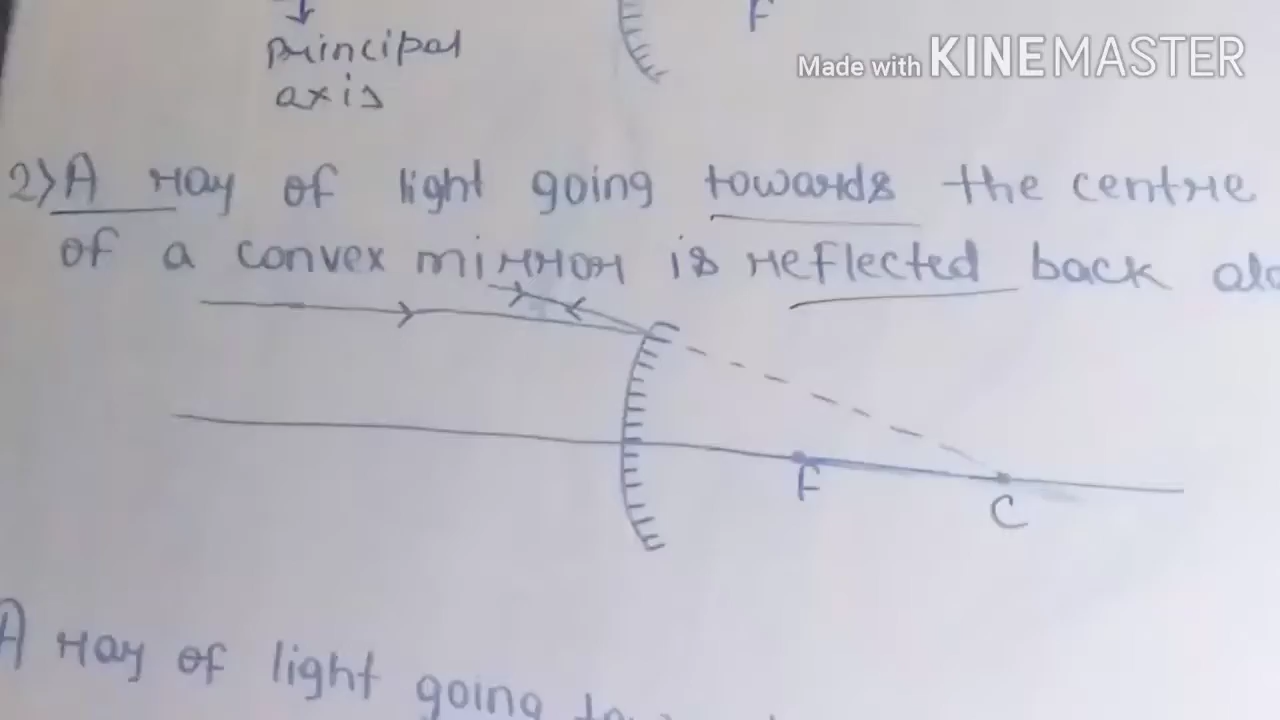 F
principal
axis
Made with KINEMASTER
2) A ray of light going towards the centre
of a convex mirror is reflected back
F
C
A ray of light going